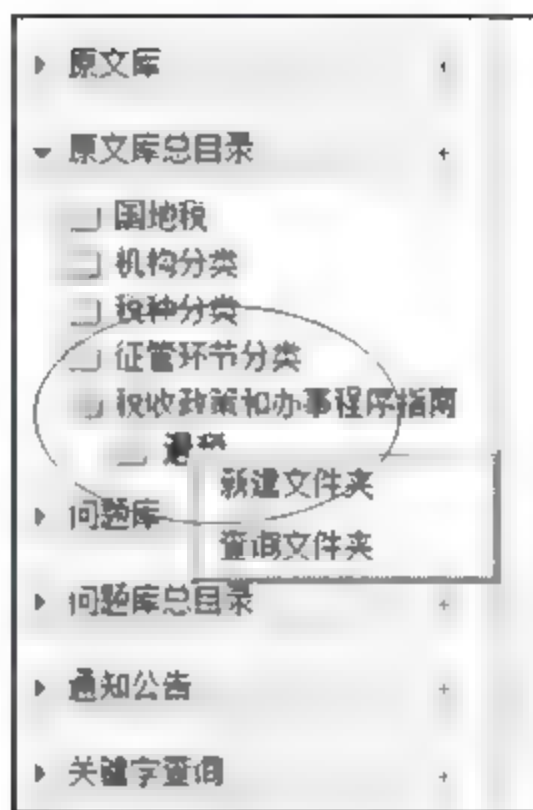 原文库
原文库总目录
国地税
机构分类
税种分类
征管环节分类
税收政策和办事程序指南
新建文件夹
问题库
查询文件夹
问题库总目录
通知公告
关键字查询